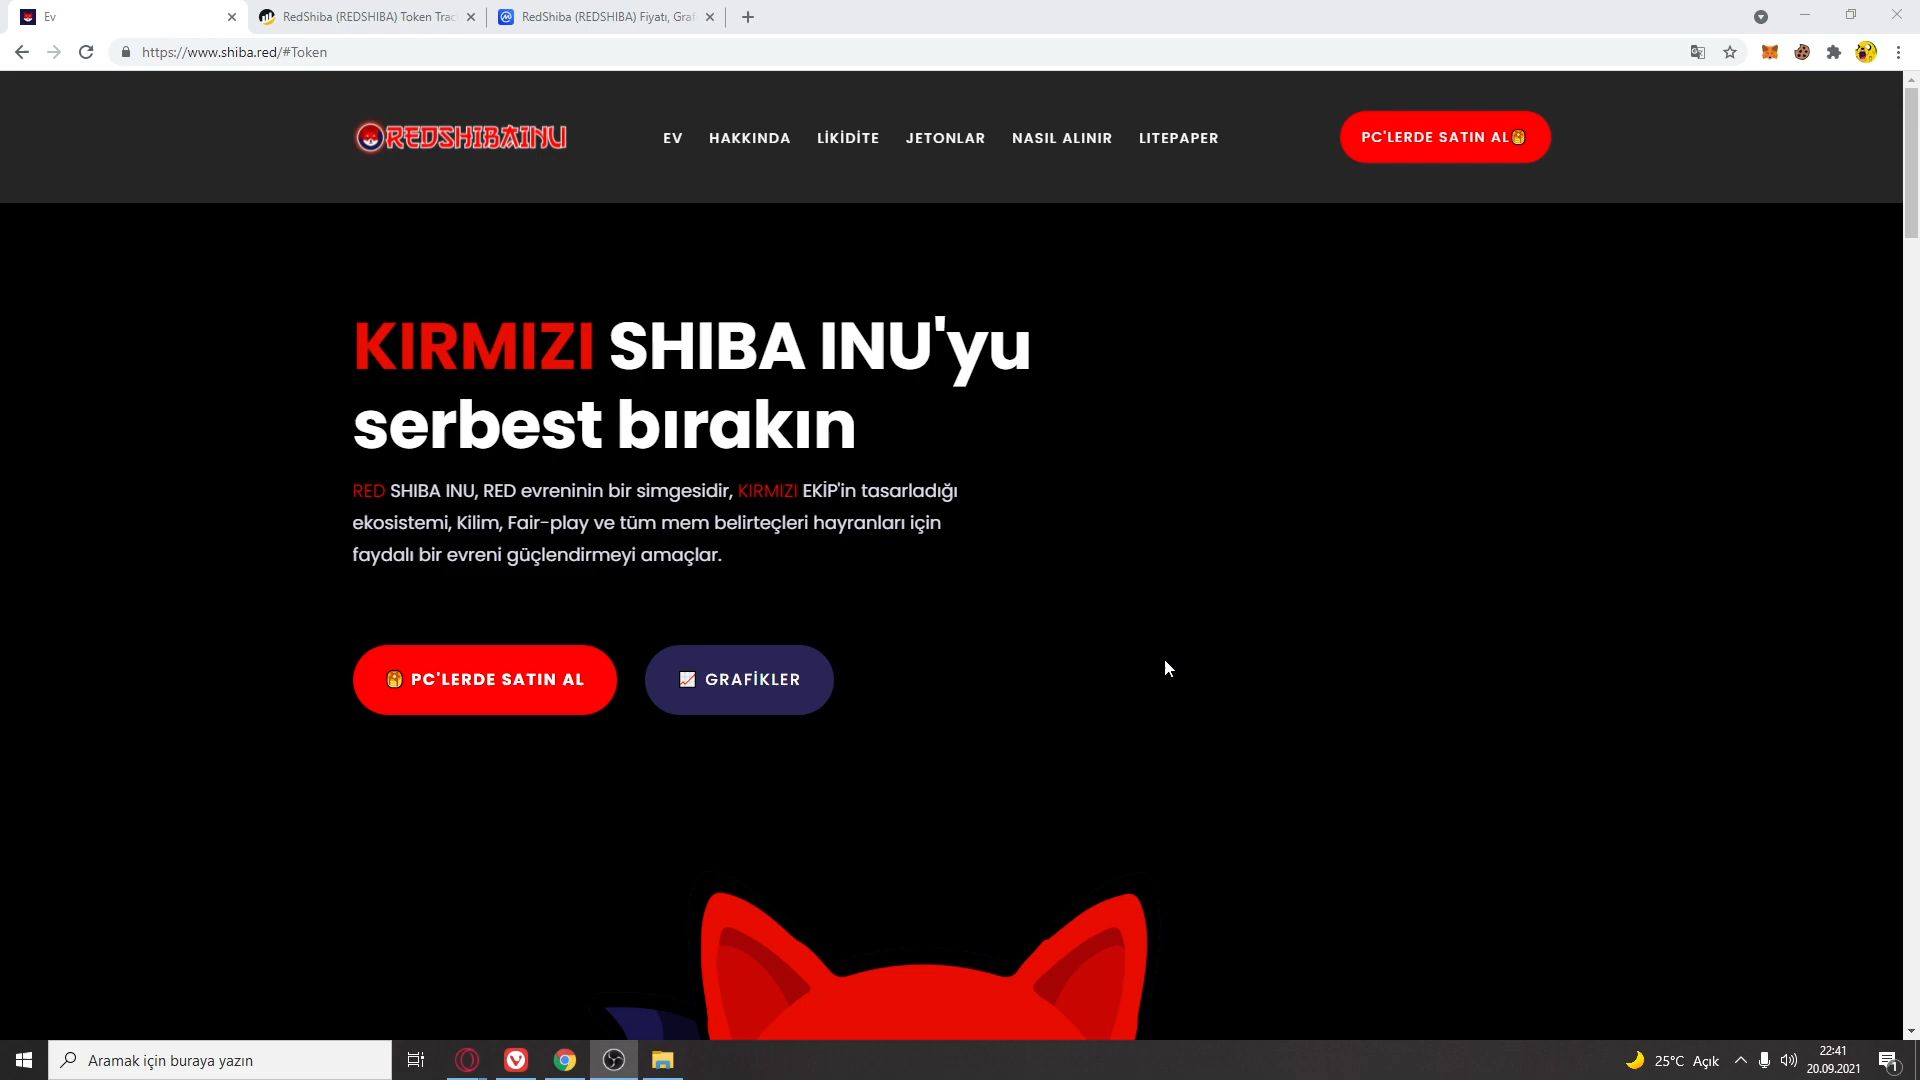 Ev
RedShiba (REDSHIBA) Token Trac
RedShiba (REDSHIBA) Fiyatı, Graf
https://www.shiba.red/#Token
REDSHIBAINU
EV
HAKKINDA
LİKİDİTE
JETONLAR
NASIL ALINIR
LITEPAPER
PC'LERDE SATIN AL
KIRMIZI SHIBA INU'yu
serbest bırakın
RED SHIBA INU, RED evreninin bir simgesidir, KIRMIZI EKİP'in tasarladığı
ekosistemi, Kilim, Fair-play ve tüm mem belirteçleri hayranları için
faydalı bir evreni güçlendirmeyi amaçlar.
PC'LERDE SATIN AL
GRAFİKLER
Aramak için buraya yazın
25°C Açık
22:41
20.09.2021
1